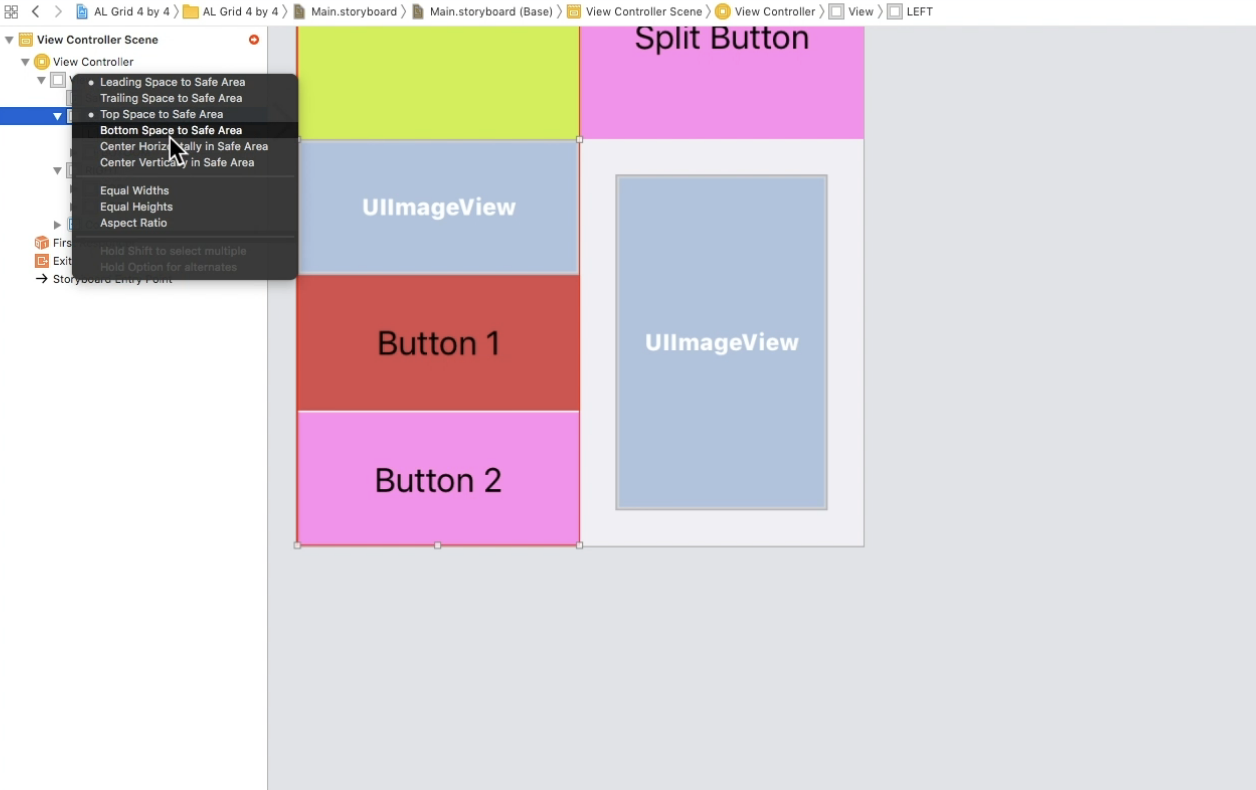 AL Grid 4 by 4 AL Grid 4 by 4 Main.storyboard Main.storyboard (Base) View Controller Scene View Controller View LEFT
View Controller Scene
View Controller
Leading Space to Safe Area
Trailing Space to Safe Area
Top Space to Safe Area
Bottom Space to Safe Area
Center Horizontally in Safe Area
Center Vertically in Safe Area
Equal Widths
Equal Heights
Aspect Ratio
Hold Shift to select multiple
Hold Option for alternates
Exit
Storyboard Entry Point
Split Button
UIImageView
Button 1
Button 2
UIImageView